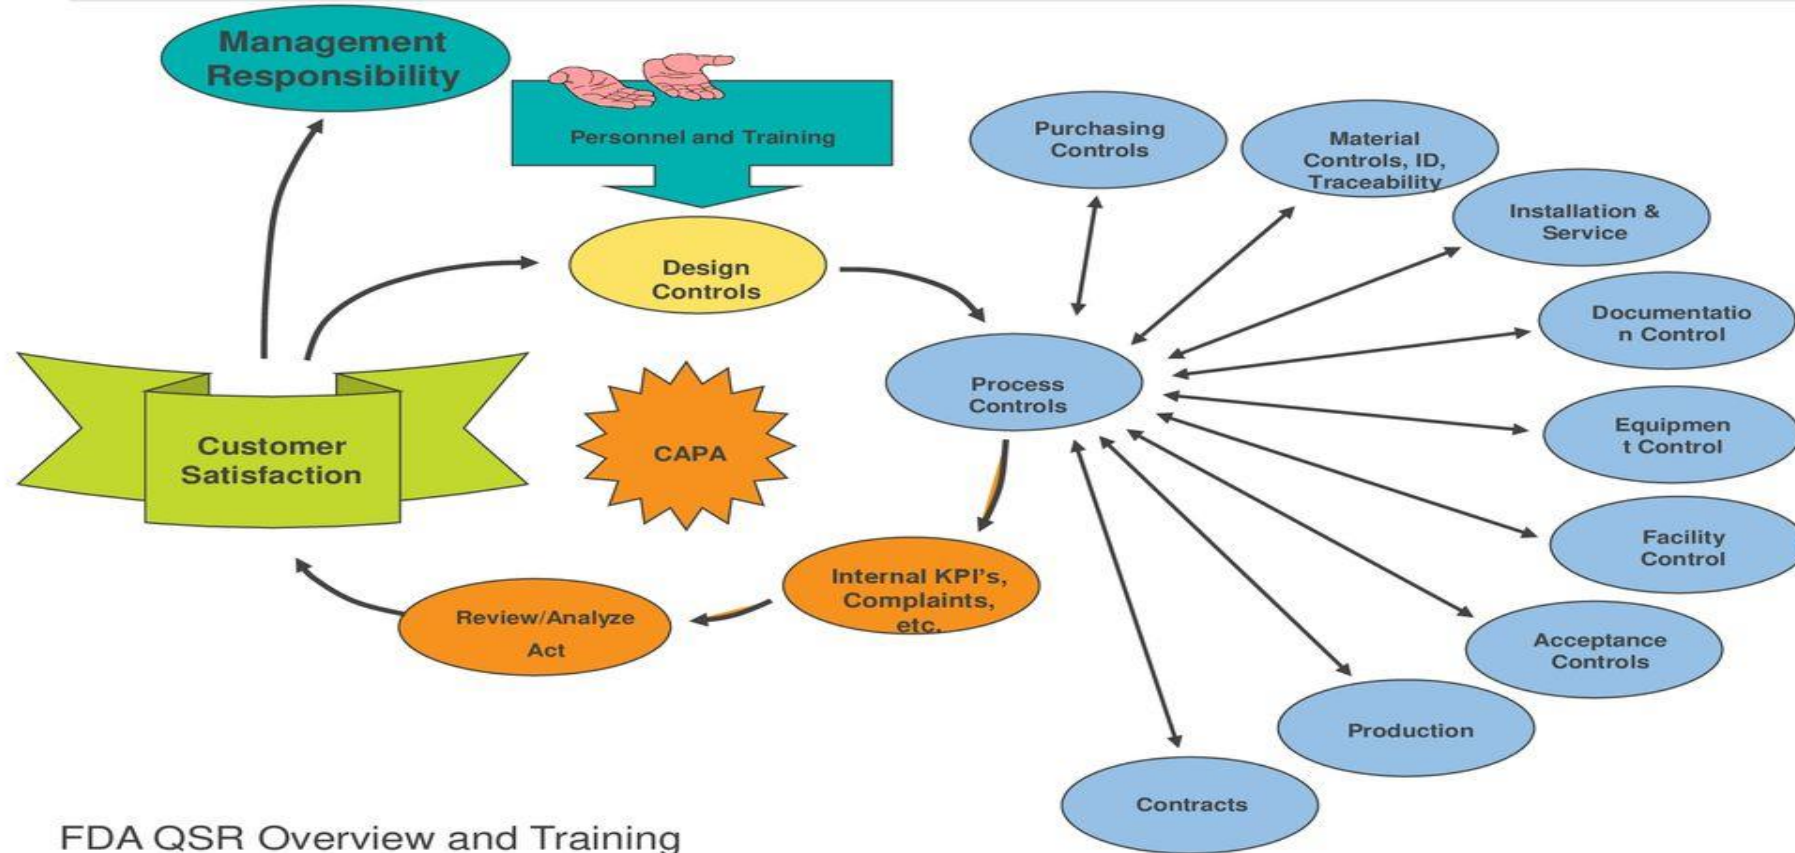 Management
Responsibility
Personnel and Training
Purchasing
Controls
Material
Controls, ID,
Traceability
Installation &
Service
Design
Controls
Documentatio
n Control
Process
Controls
Equipmen
t Control
Customer
Satisfaction
CAPA
Facility
Control
Internal KPI's,
Complaints,
etc.
Review/Analyze
Act
Acceptance
Controls
Production
Contracts
FDA QSR Overview and Training